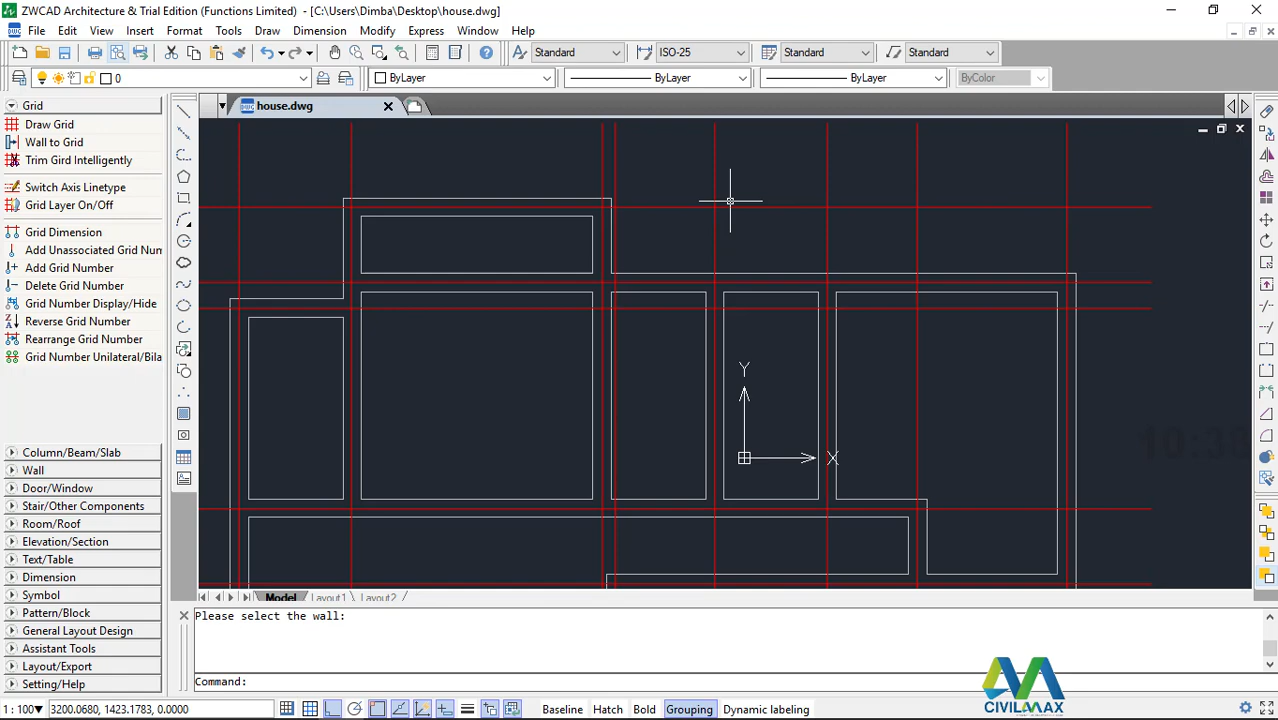 ZWCAD Architecture & Trial Edition (Functions Limited) - [C:\Users\Dimba\Desktop\house.dwg]
File Edit View Insert Format Tools Draw Dimension Modify Express Window Help
Standard ISO-25 Standard Standard
0 ByLayer ByLayer ByLayer ByColor
Grid
house.dwg
Draw Grid
Wall to Grid
Trim Gird Intelligently
Switch Axis Linetype
Grid Layer On/Off
Grid Dimension
Add Unassociated Grid Num
Add Grid Number
Delete Grid Number
Grid Number Display/Hide
Reverse Grid Number
Rearrange Grid Number
Grid Number Unilateral/Bila
Y
X
10:38
Column/Beam/Slab
Wall
Door/Window
Stair/Other Components
Room/Roof
Elevation/Section
Text/Table
Dimension
Symbol
Pattern/Block
General Layout Design
Assistant Tools
Layout/Export
Setting/Help
Model Layout1 Layout2
Please select the wall:
Command:
CIVILMAX
1 : 100 3200.0680, 1423.1783, 0.0000 Baseline Hatch Bold Grouping Dynamic labeling